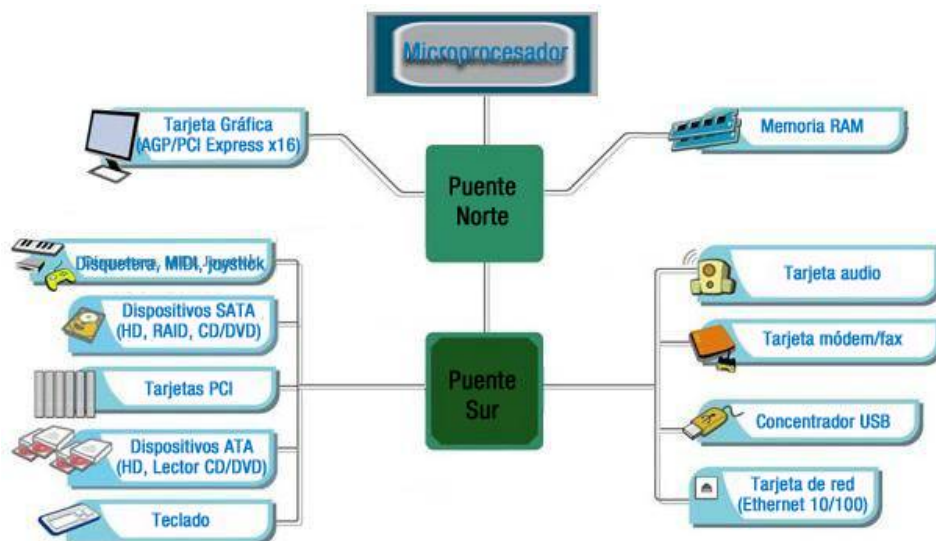 Microprocesador
Tarjeta Gráfica
(AGP/PCI Express x16)
Memoria RAM
Puente
Norte
Disquetera, MIDI, joystick
Tarjeta audio
Dispositivos SATA
(HD, RAID, CD/DVD)
Tarjeta módem/fax
Puente
Sur
Tarjetas PCI
Concentrador USB
Dispositivos ATA
(HD, Lector CD/DVD)
Tarjeta de red
(Ethernet 10/100)
Teclado